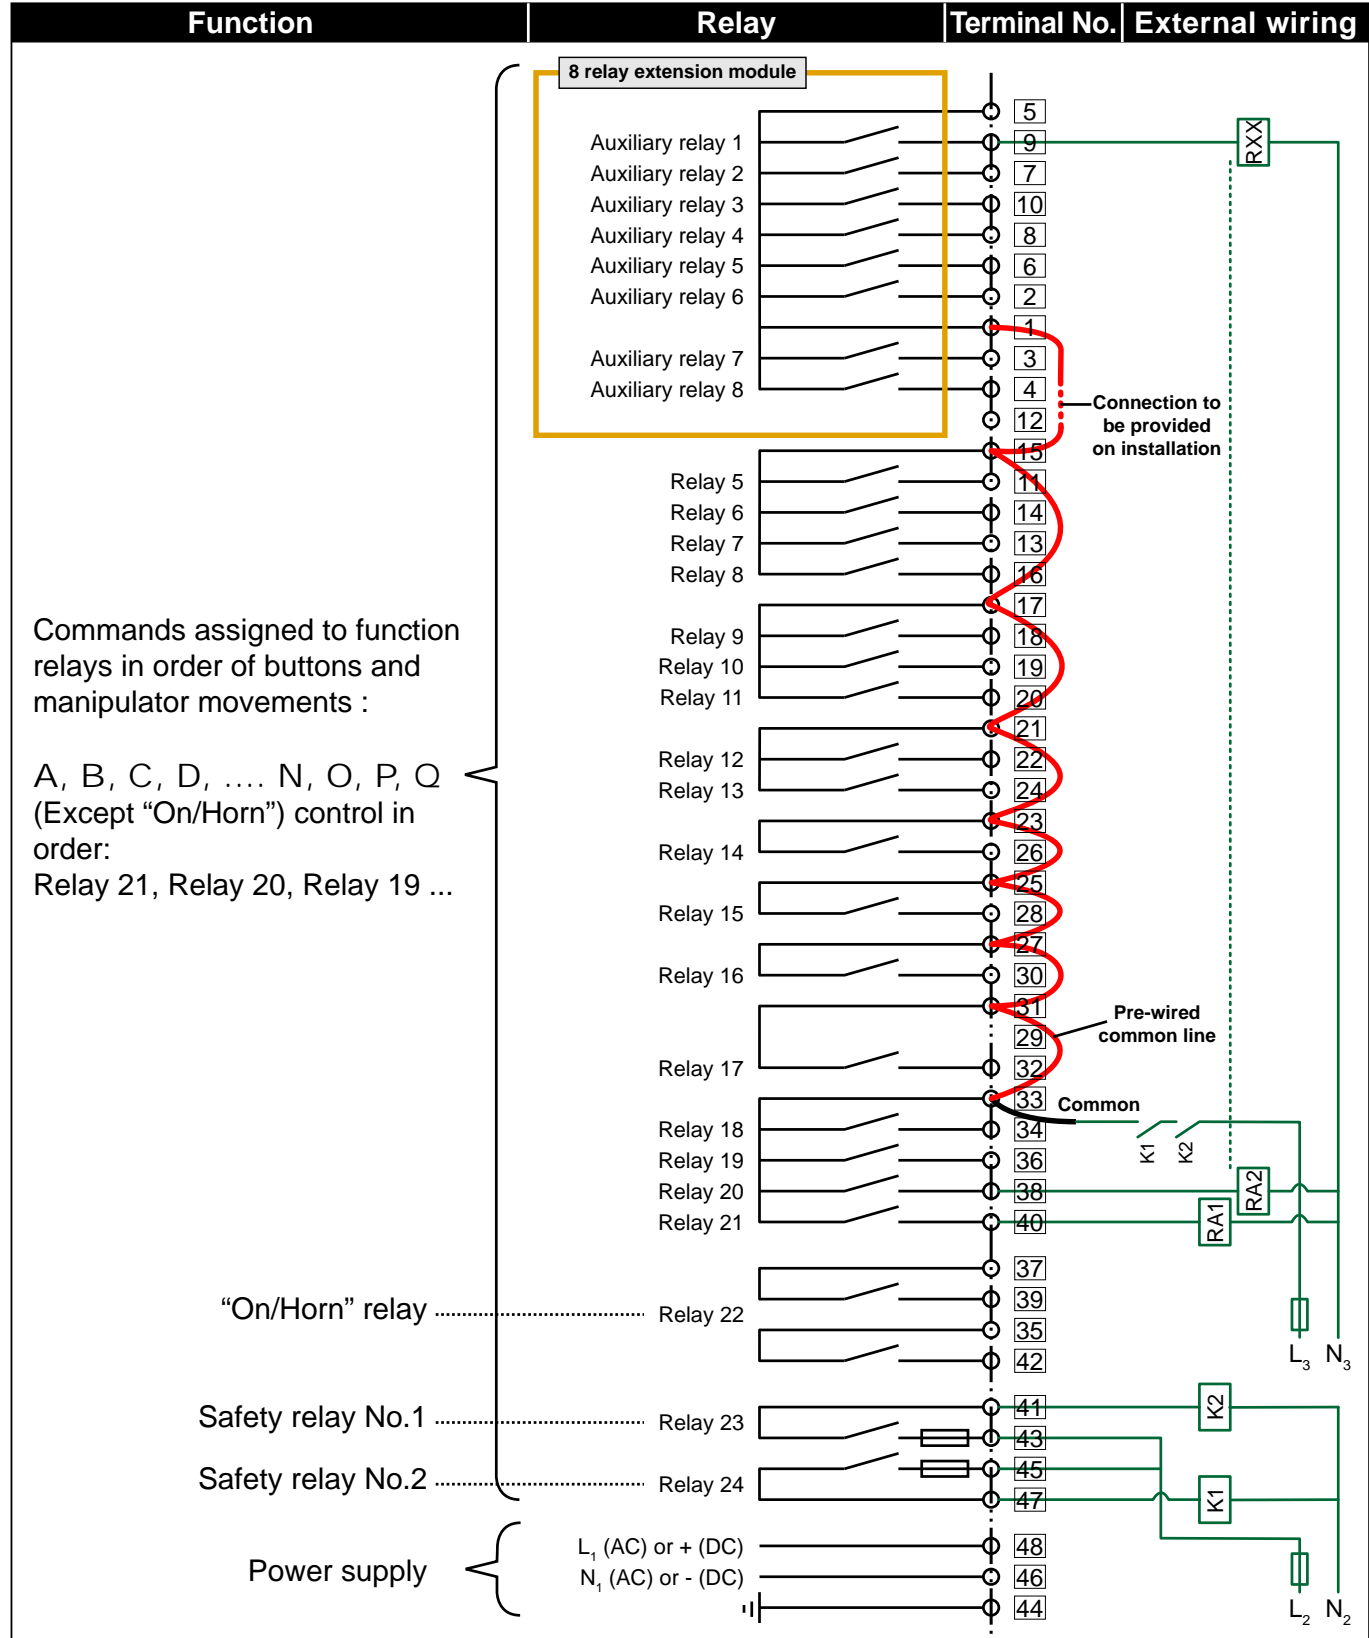 Function Relay Terminal No. External wiring
8 relay extension module
5
Auxiliary relay 1 9 RXX
Auxiliary relay 2 7
Auxiliary relay 3 10
Auxiliary relay 4 8
Auxiliary relay 5 6
Auxiliary relay 6 2
1
Auxiliary relay 7 3
Auxiliary relay 8 4
12
Connection to
be provided
on installation
15
Relay 5 11
Relay 6 14
Relay 7 13
Relay 8 16
17
Relay 9 18
Relay 10 19
Relay 11 20
21
Relay 12 22
Relay 13 24
23
Relay 14 26
25
Relay 15 28
27
Relay 16 30
31
29
Pre-wired
common line
Relay 17 32
33 Common
Relay 18 34 K1 K2
Relay 19 36
Relay 20 38 RA2
Relay 21 40 RA1
Commands assigned to function
relays in order of buttons and
manipulator movements :
A, B, C, D, .... N, O, P, Q
(Except “On/Horn”) control in
order:
Relay 21, Relay 20, Relay 19 ...
37
39
“On/Horn” relay Relay 22
35
42
L3 N3
41 K2
Safety relay No.1 Relay 23
43
45
Safety relay No.2 Relay 24
47 K1
L1 (AC) or + (DC) 48
Power supply
N1 (AC) or - (DC) 46
44
L2 N2